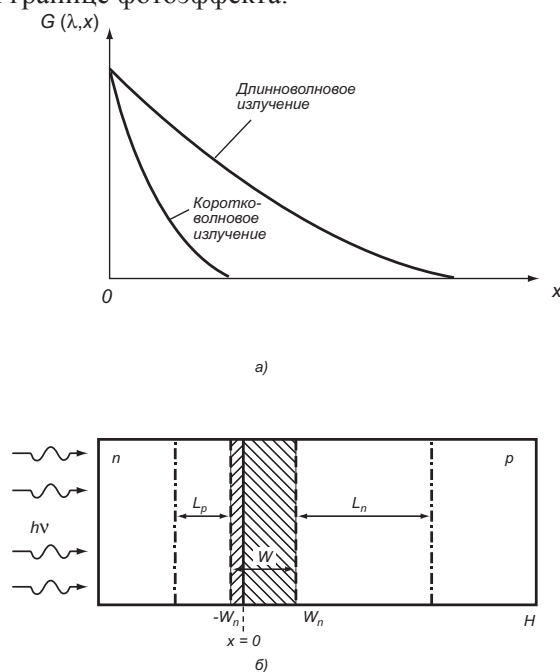 границе фотоэффекта.
G (λ,x)
Длинноволновое
излучение
Коротко-
волновое
излучение
0
x
а)
n
p
Lp
Ln
hν
W
-Wn
Wn
H
x = 0
б)